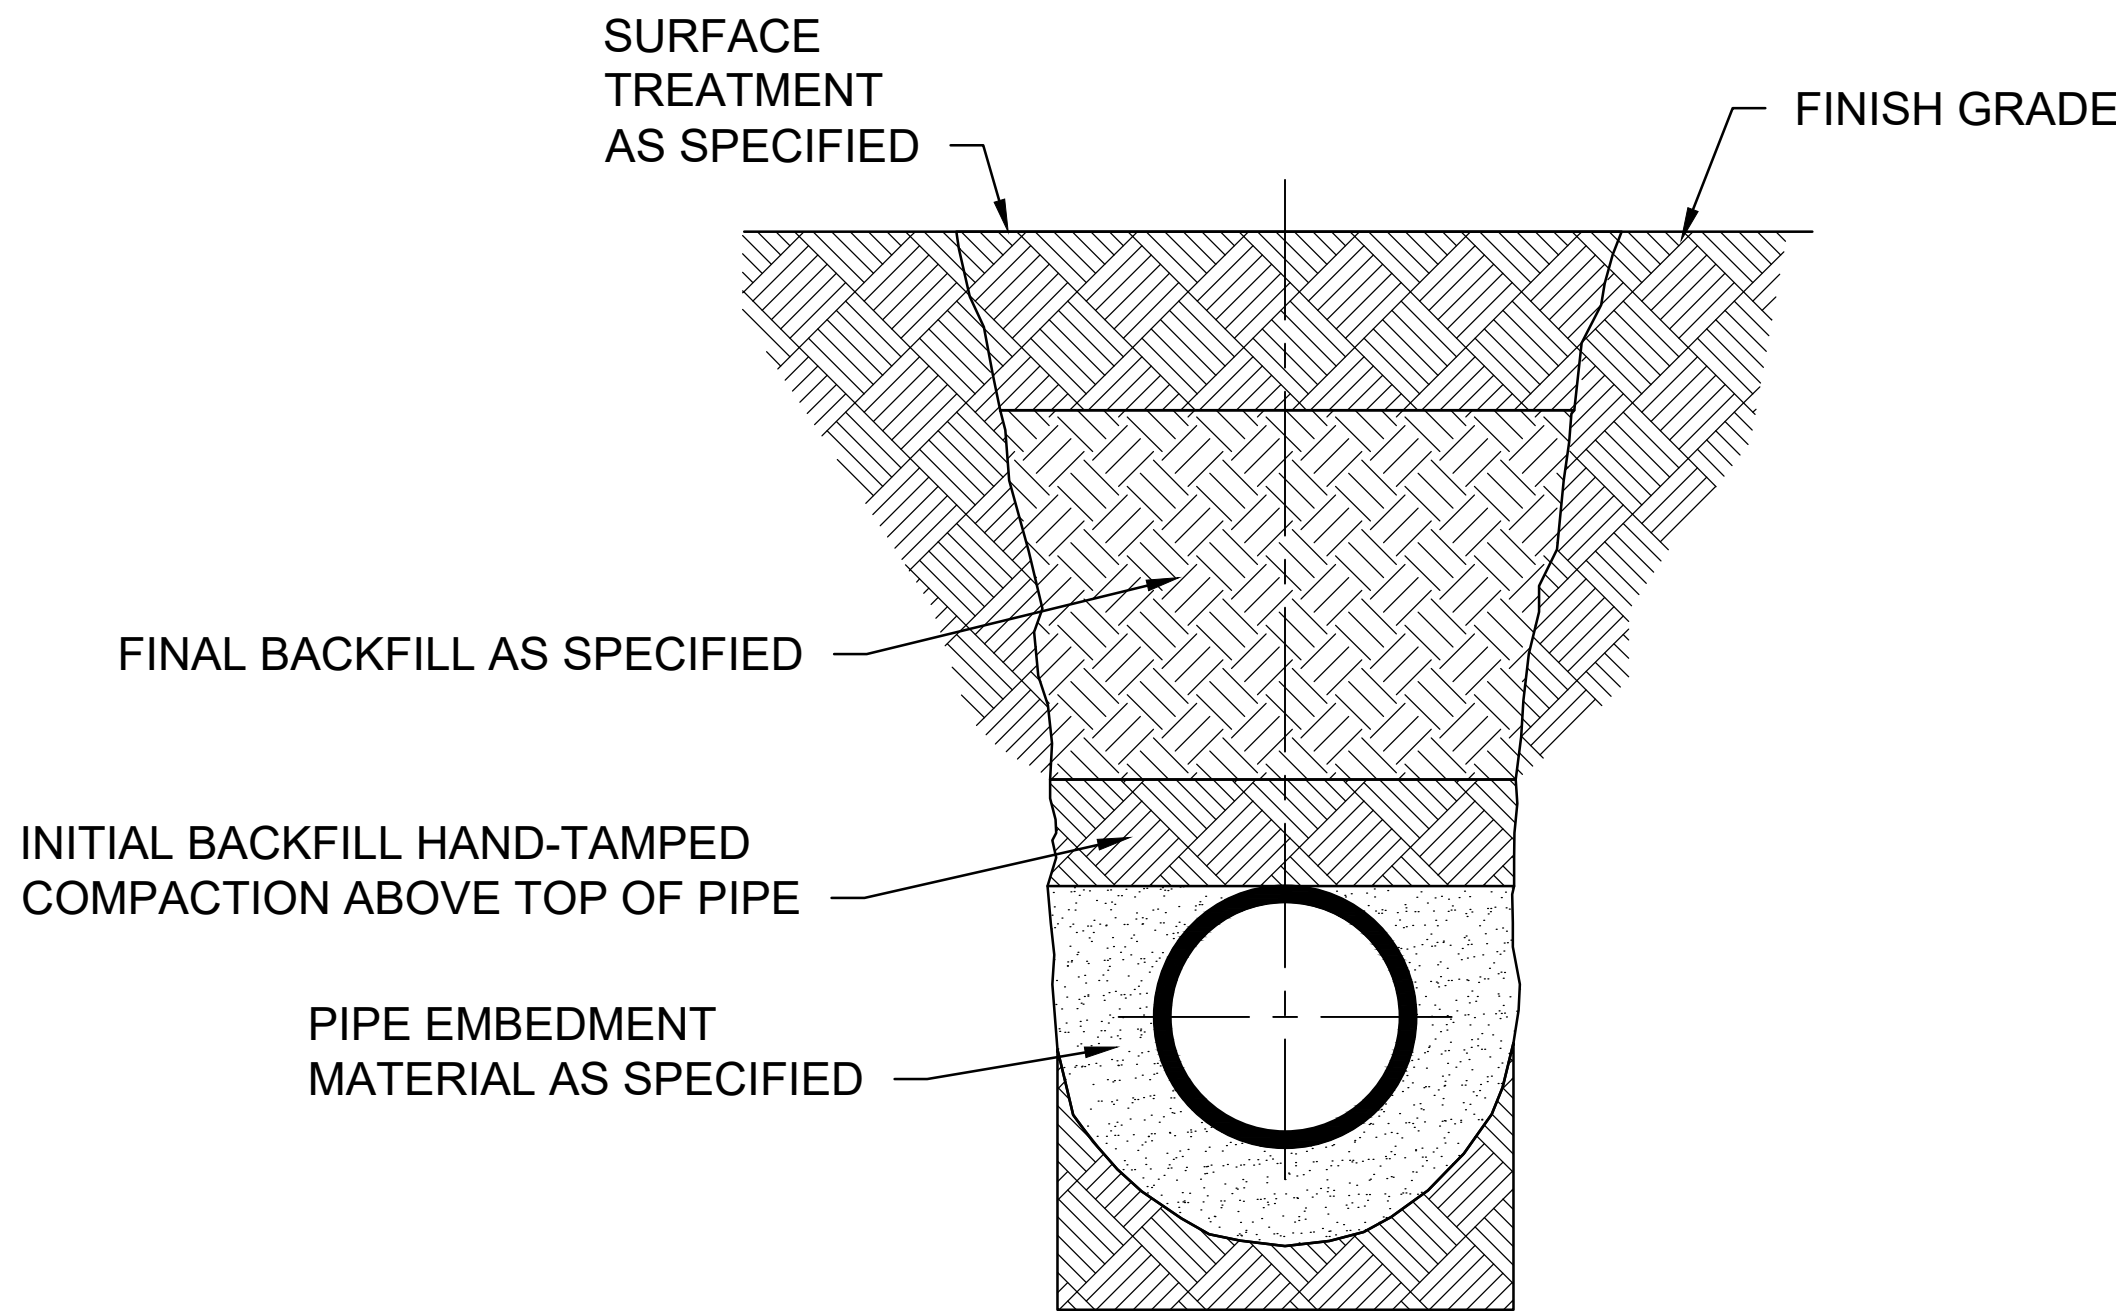 SURFACE
TREATMENT
AS SPECIFIED
FINISH GRADE
FINAL BACKFILL AS SPECIFIED
INITIAL BACKFILL HAND-TAMPED
COMPACTION ABOVE TOP OF PIPE
PIPE EMBEDMENT
MATERIAL AS SPECIFIED